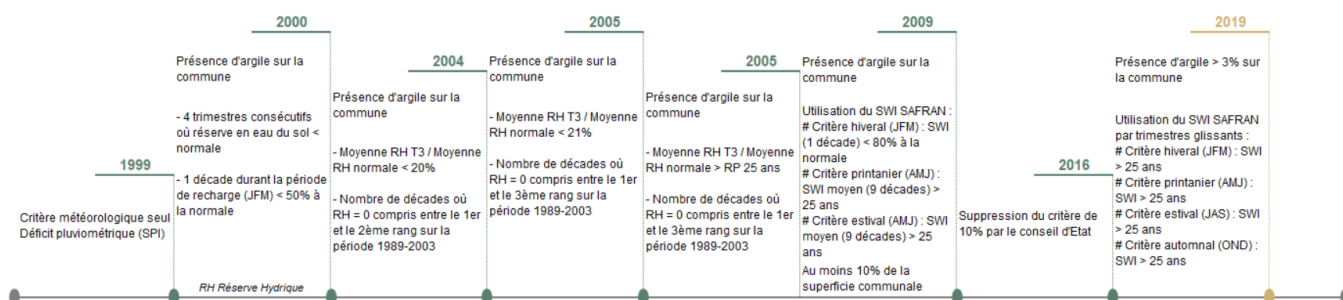 1999
Critère météorologique seul
Déficit pluviométrique (SPI)
2000
Présence d'argile sur la
commune
- 4 trimestres consécutifs
où réserve en eau du sol <
normale
- 1 décade durant la période
de recharge (JFM) < 50% à
la normale
RH Réserve Hydrique
2004
Présence d'argile sur la
commune
- Moyenne RH T3 / Moyenne
RH normale < 20%
- Nombre de décades où
RH = 0 compris entre le 1er
et le 2ème rang sur la
période 1989-2003
2005
Présence d'argile sur la
commune
- Moyenne RH T3 / Moyenne
RH normale < 21%
- Nombre de décades où
RH = 0 compris entre le 1er
et le 3ème rang sur la
période 1989-2003
2005
Présence d'argile sur la
commune
- Moyenne RH T3 / Moyenne
RH normale > RP 25 ans
- Nombre de décades où
RH = 0 compris entre le 1er
et le 3ème rang sur la
période 1989-2003
2009
Présence d'argile sur la
commune
Utilisation du SWI SAFRAN :
# Critère hiveral (JFM) : SWI
(1 décade) < 80% à la
normale
# Critère printanier (AMJ) :
SWI moyen (9 décades) >
25 ans
# Critère estival (AMJ) : SWI
moyen (9 décades) > 25
ans
Au moins 10% de la
superficie communale
2016
Suppression du critère de
10% par le conseil d'Etat
2019
Présence d'argile > 3% sur
la commune
Utilisation du SWI SAFRAN
par trimestres glissants :
# Critère hiveral (JFM) : SWI
> 25 ans
# Critère printanier (AMJ) :
SWI > 25 ans
# Critère estival (JAS) : SWI
> 25 ans
# Critère automnal (OND) :
SWI > 25 ans